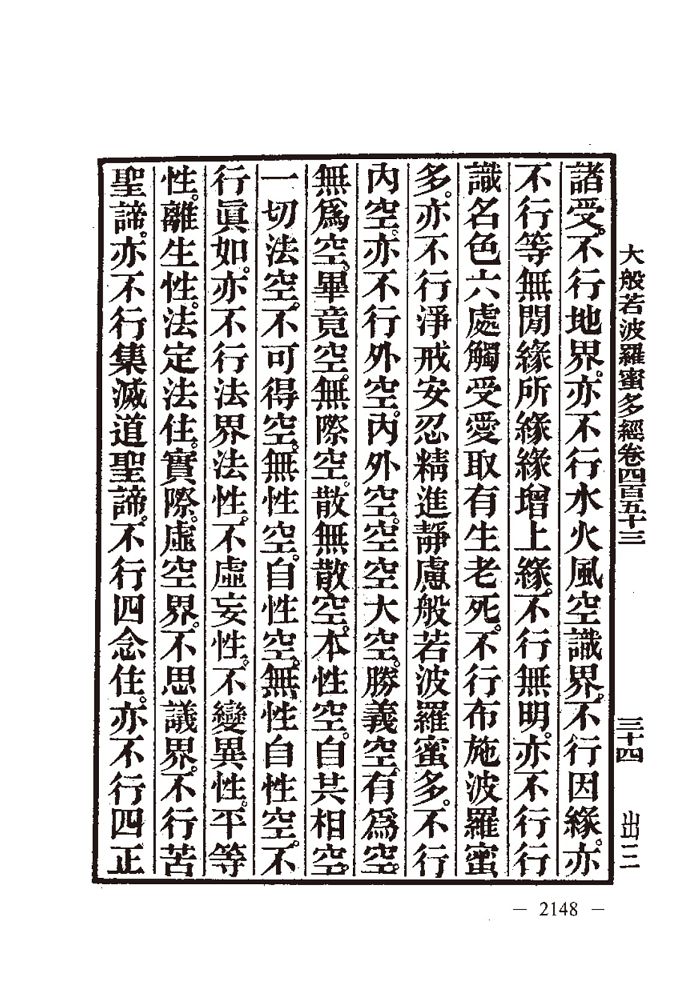 大般若波羅蜜多經卷四百五十三 三十四 出三
諸受。不行地界。亦不行水火風空識界。不行因緣。亦
不行等無閒緣所緣緣增上緣。不行無明。亦不行行
識名色六處觸受愛取有生老死。不行布施波羅蜜
多。亦不行淨戒安忍精進靜慮般若波羅蜜多。不行
內空。亦不行外空。內外空。空空大空。勝義空。有爲空。
無爲空。畢竟空。無際空。散無散空。本性空。自共相空。
一切法空。不可得空。無性空。自性空。無性自性空。不
行眞如。亦不行法界法性。不虛妄性。不變異性。平等
性。離生性。法定法住。實際。虛空界。不思議界。不行苦
聖諦。亦不行集滅道聖諦。不行四念住。亦不行四正
— 2148 —